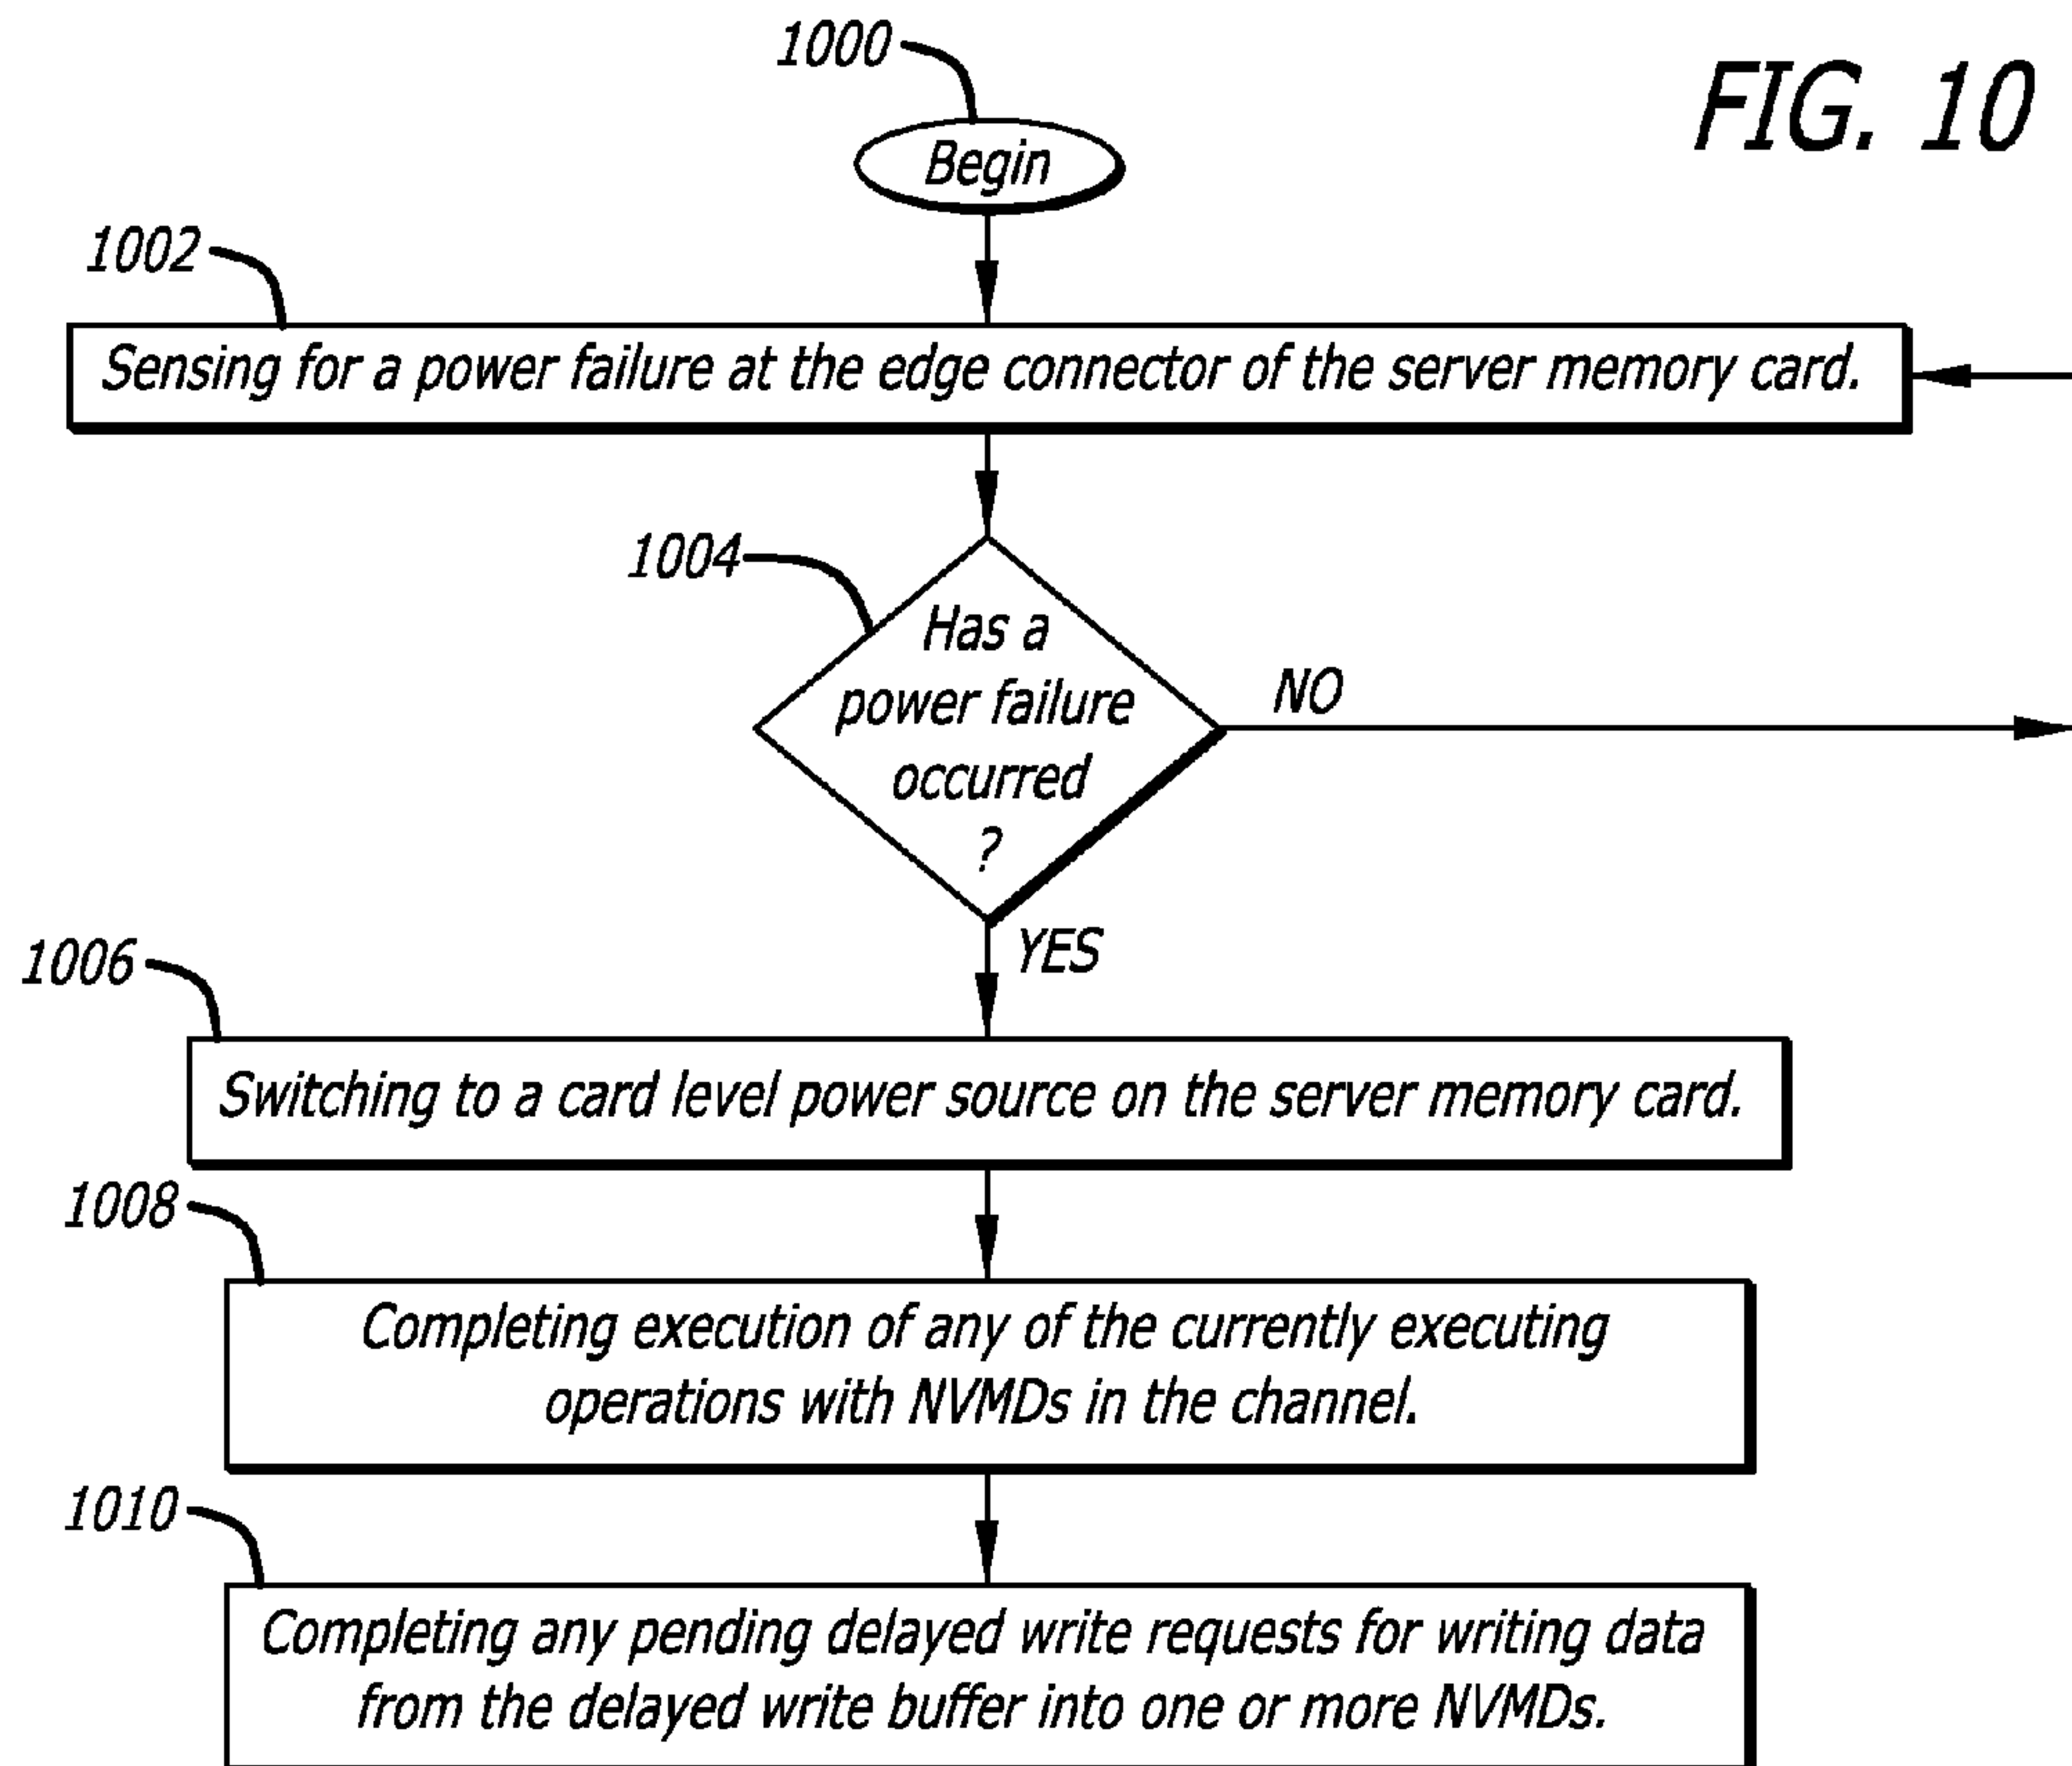 1000
FIG. 10
Begin
1002
Sensing for a power failure at the edge connector of the server memory card.
1004
Has a
power failure
occurred
?
NO
YES
1006
Switching to a card level power source on the server memory card.
1008
Completing execution of any of the currently executing
operations with NVMDs in the channel.
1010
Completing any pending delayed write requests for writing data
from the delayed write buffer into one or more NVMDs.